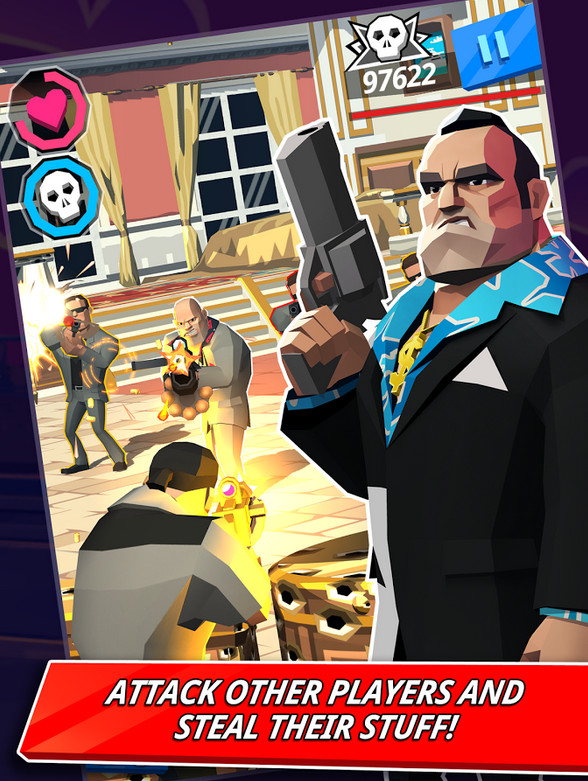 97622
ATTACK OTHER PLAYERS AND
STEAL THEIR STUFF!